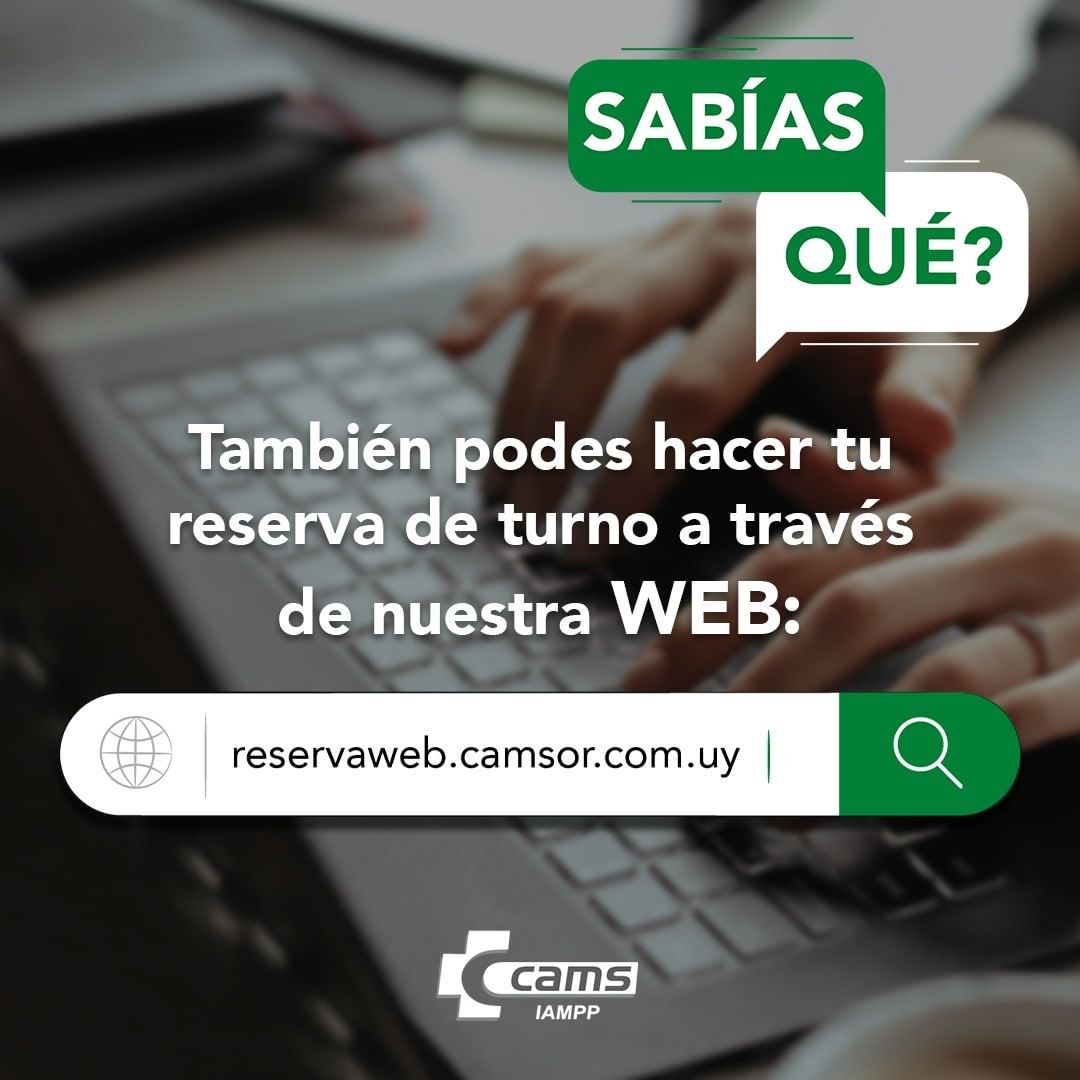 SABÍAS
QUÉ?
También podes hacer tu
reserva de turno a través
de nuestra WEB:
reservaweb.camsor.com.uy
cams
IAMPP